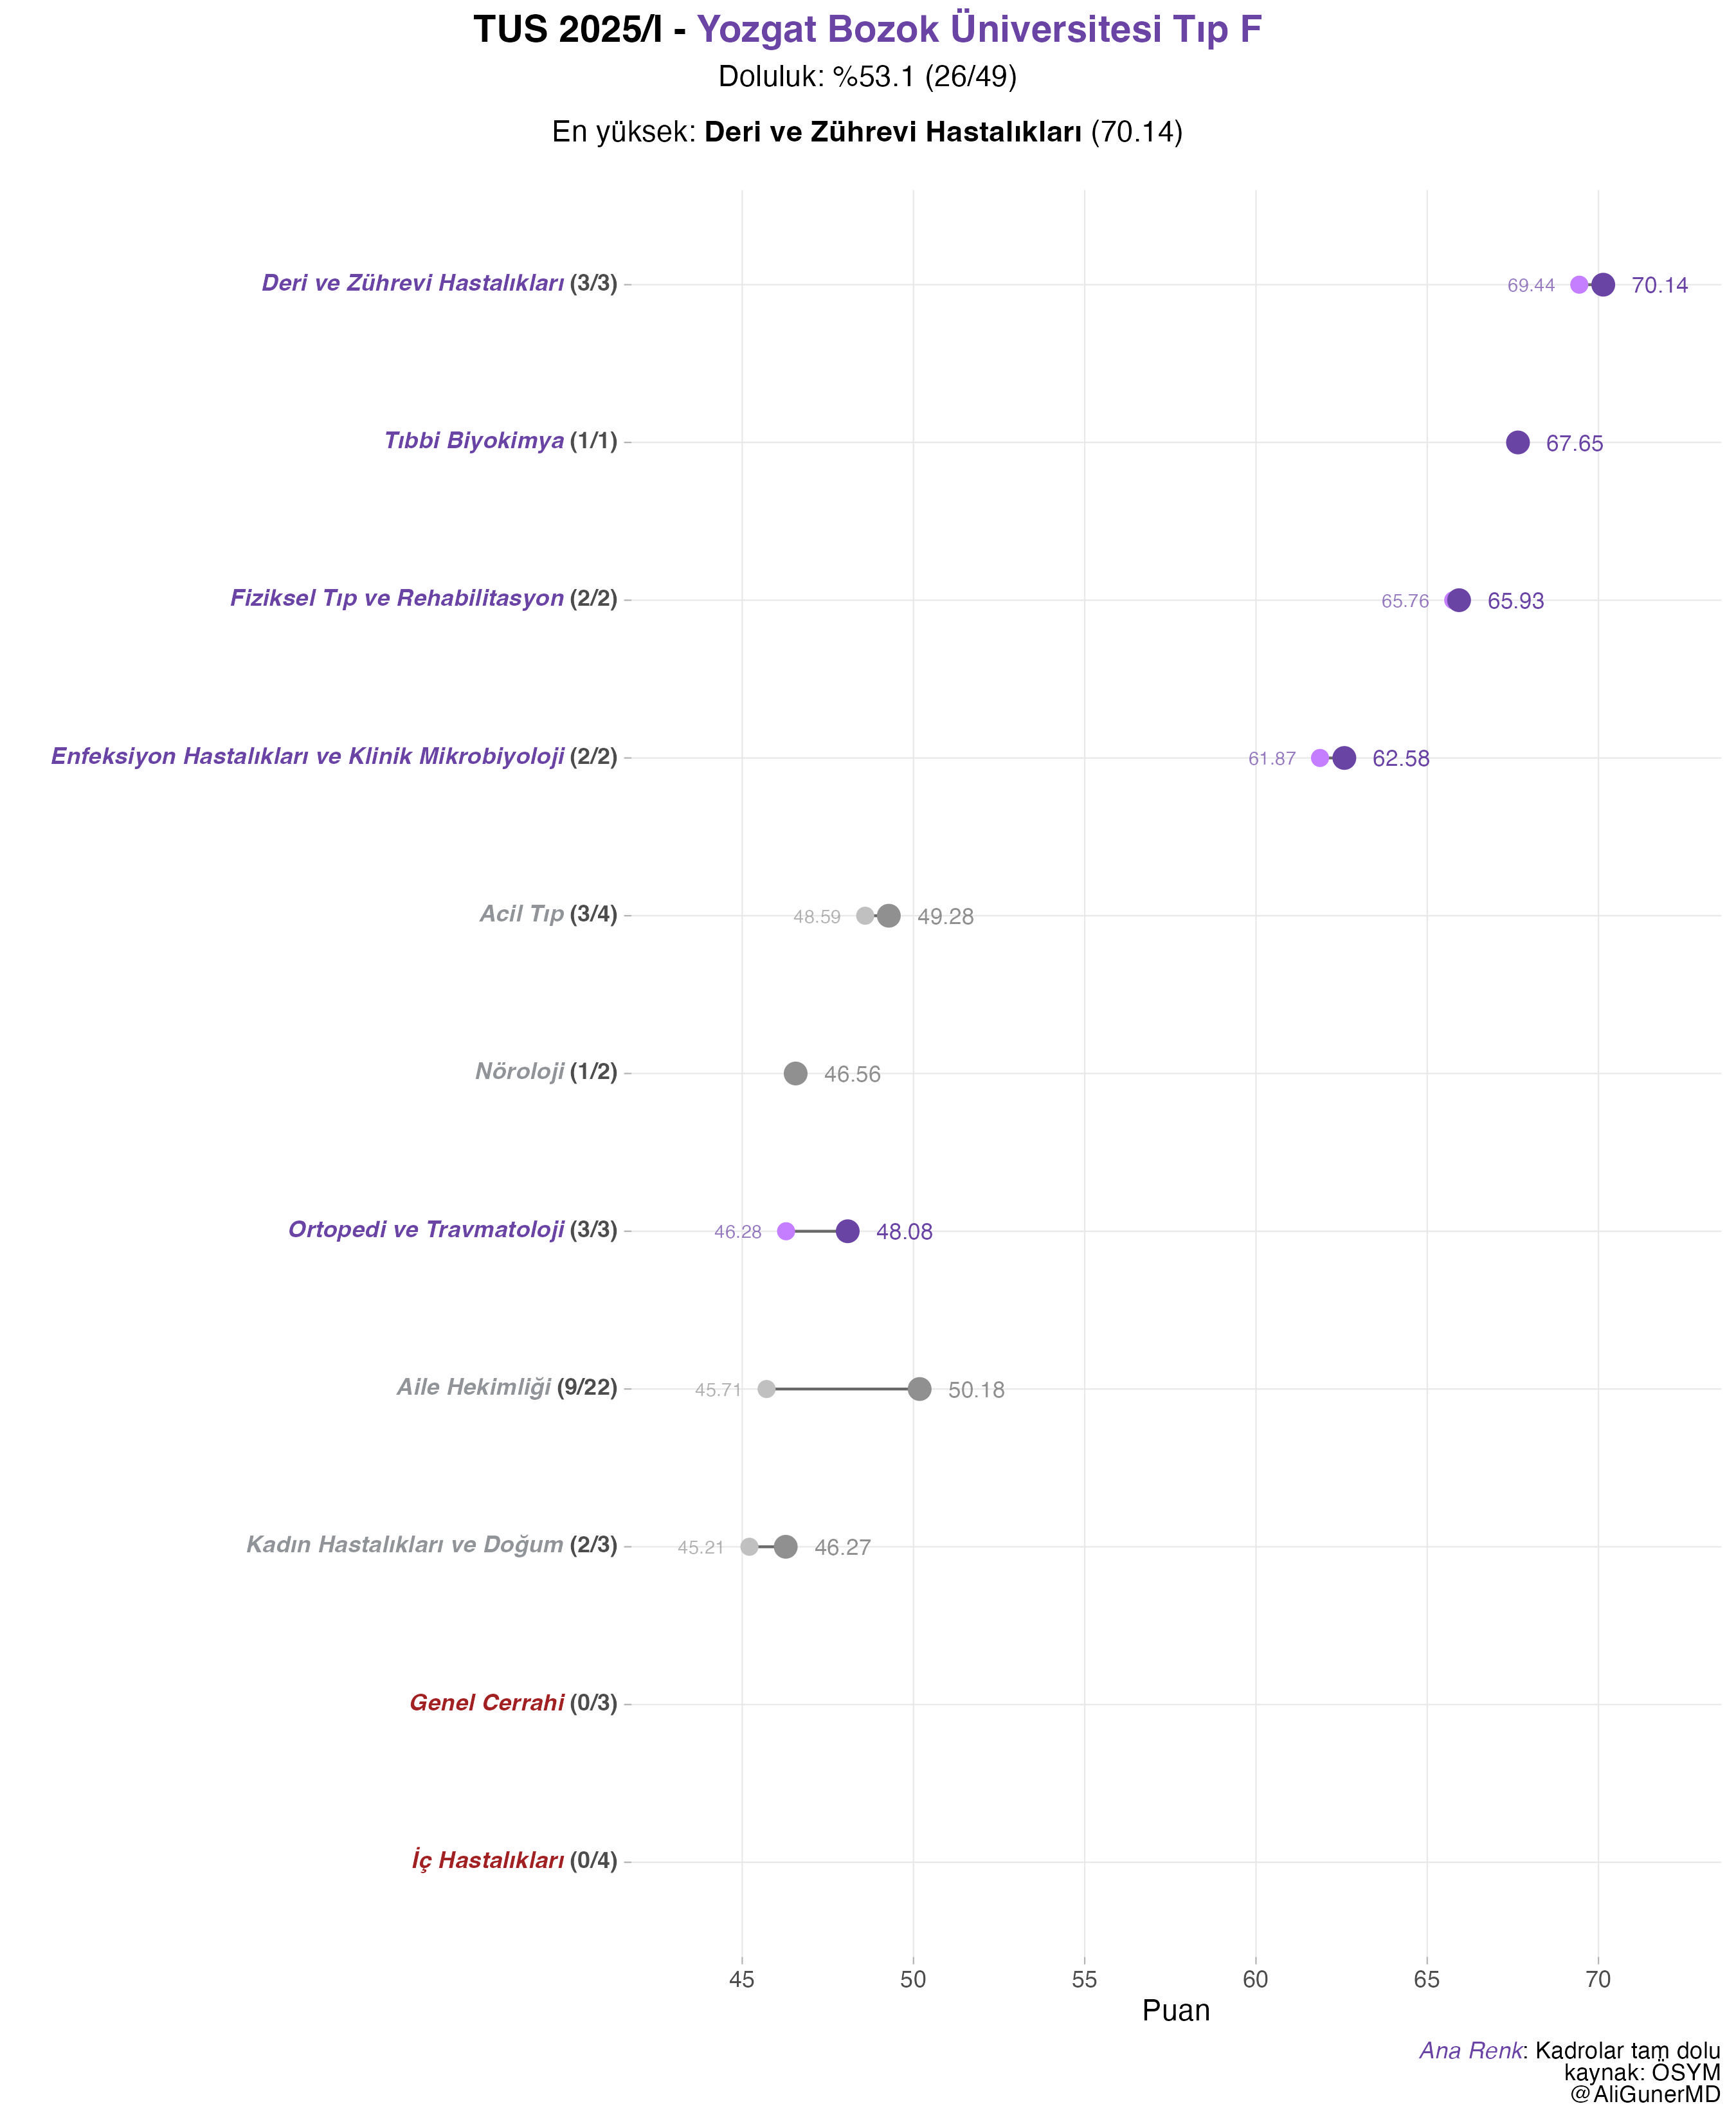 TUS 2025/I - Yozgat Bozok Üniversitesi Tıp F
Doluluk: %53.1 (26/49)
En yüksek: Deri ve Zührevi Hastalıkları (70.14)
Deri ve Zührevi Hastalıkları (3/3) 69.44 70.14
Tıbbi Biyokimya (1/1) 67.65
Fiziksel Tıp ve Rehabilitasyon (2/2) 65.76 65.93
Enfeksiyon Hastalıkları ve Klinik Mikrobiyoloji (2/2) 61.87 62.58
Acil Tıp (3/4) 48.59 49.28
Nöroloji (1/2) 46.56
Ortopedi ve Travmatoloji (3/3) 46.28 48.08
Aile Hekimliği (9/22) 45.71 50.18
Kadın Hastalıkları ve Doğum (2/3) 45.21 46.27
Genel Cerrahi (0/3)
İç Hastalıkları (0/4)
45 50 55 60 65 70
Puan
Ana Renk: Kadrolar tam dolu
kaynak: ÖSYM
@AliGunerMD